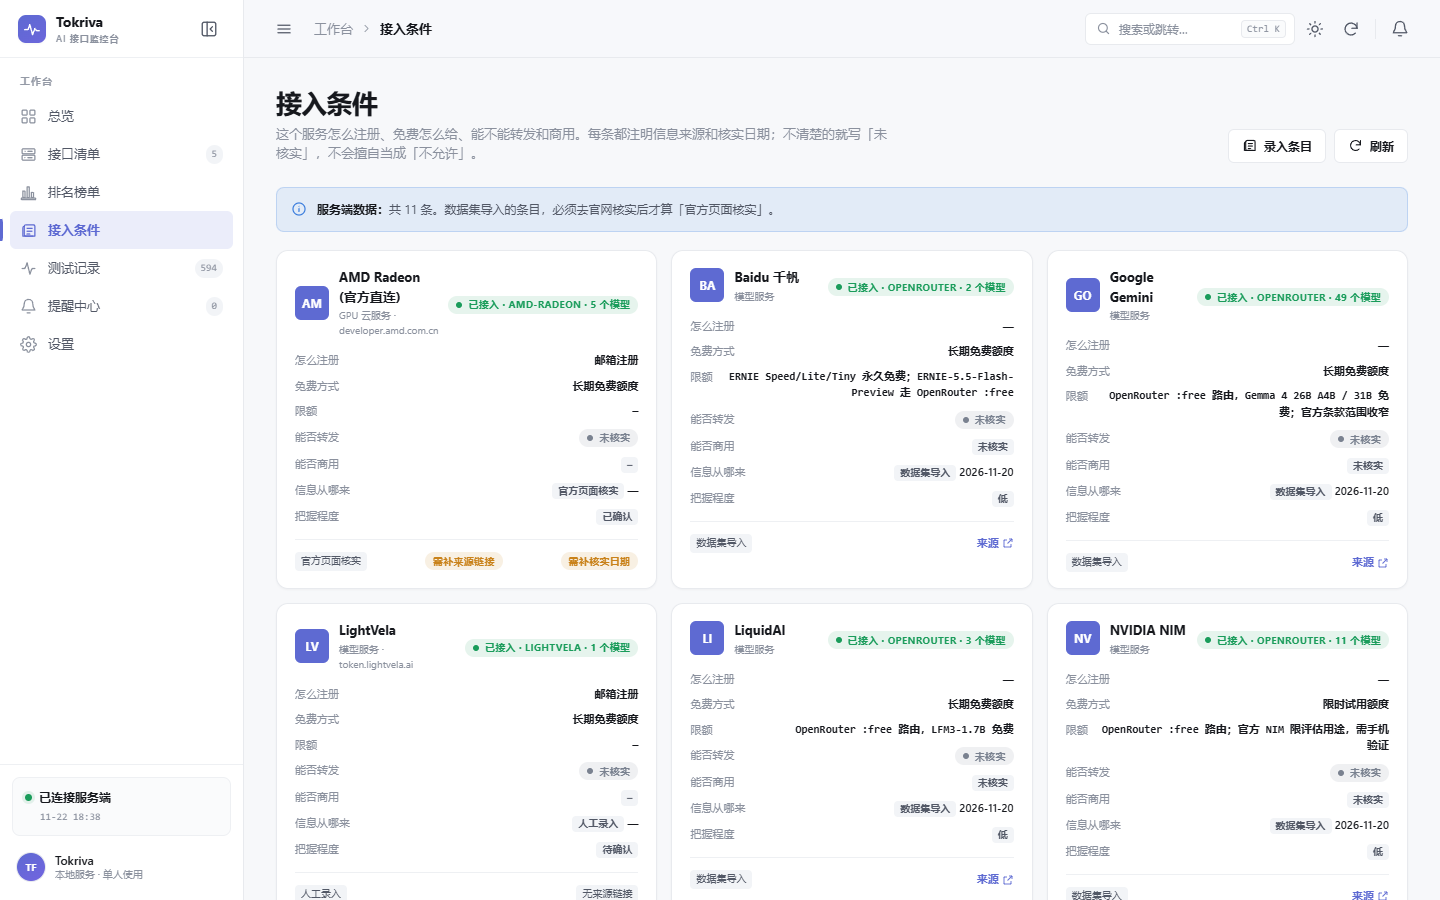 Tokriva
AI 接口监控台
工作台
总览
接口清单 5
排名榜单
接入条件
测试记录 594
提醒中心 0
设置
已连接服务端
11-22 18:38
TF
Tokriva
本地服务 · 单人使用
工作台 > 接入条件
搜索或跳转... Ctrl K
接入条件
这个服务怎么注册、免费怎么给、能不能转发和商用。每条都注明信息来源和核实日期；不清楚的就写「未
核实」，不会擅自当成「不允许」。
录入条目
刷新
服务端数据：共 11 条。数据集导入的条目，必须去官网核实后才算「官方页面核实」。
AM
AMD Radeon
(官方直连)
GPU 云服务 ·
developer.amd.com.cn
已接入 · AMD-RADEON · 5 个模型
怎么注册 邮箱注册
免费方式 长期免费额度
限额 –
能否转发 未核实
能否商用 –
信息从哪来 官方页面核实 —
把握程度 已确认
官方页面核实 需补来源链接 需补核实日期
BA
Baidu 千帆
模型服务
已接入 · OPENROUTER · 2 个模型
怎么注册 —
免费方式 长期免费额度
限额 ERNIE Speed/Lite/Tiny 永久免费；ERNIE-5.5-Flash-
Preview 走 OpenRouter :free
能否转发 未核实
能否商用 未核实
信息从哪来 数据集导入 2026-11-20
把握程度 低
数据集导入 来源
GO
Google
Gemini
模型服务
已接入 · OPENROUTER · 49 个模型
怎么注册 —
免费方式 长期免费额度
限额 OpenRouter :free 路由，Gemma 4 26B A4B / 31B 免
费；官方条款范围收窄
能否转发 未核实
能否商用 未核实
信息从哪来 数据集导入 2026-11-20
把握程度 低
数据集导入 来源
LV
LightVela
模型服务 ·
token.lightvela.ai
已接入 · LIGHTVELA · 1 个模型
怎么注册 邮箱注册
免费方式 长期免费额度
限额 –
能否转发 未核实
能否商用 –
信息从哪来 人工录入 —
把握程度 待确认
人工录入 无来源链接
LI
LiquidAI
模型服务
已接入 · OPENROUTER · 3 个模型
怎么注册 —
免费方式 长期免费额度
限额 OpenRouter :free 路由，LFM3-1.7B 免费
能否转发 未核实
能否商用 未核实
信息从哪来 数据集导入 2026-11-20
把握程度 低
数据集导入 来源
NV
NVIDIA NIM
模型服务
已接入 · OPENROUTER · 11 个模型
怎么注册 —
免费方式 限时试用额度
限额 OpenRouter :free 路由；官方 NIM 限评估用途，需手机
验证
能否转发 未核实
能否商用 未核实
信息从哪来 数据集导入 2026-11-20
把握程度 低
数据集导入 来源